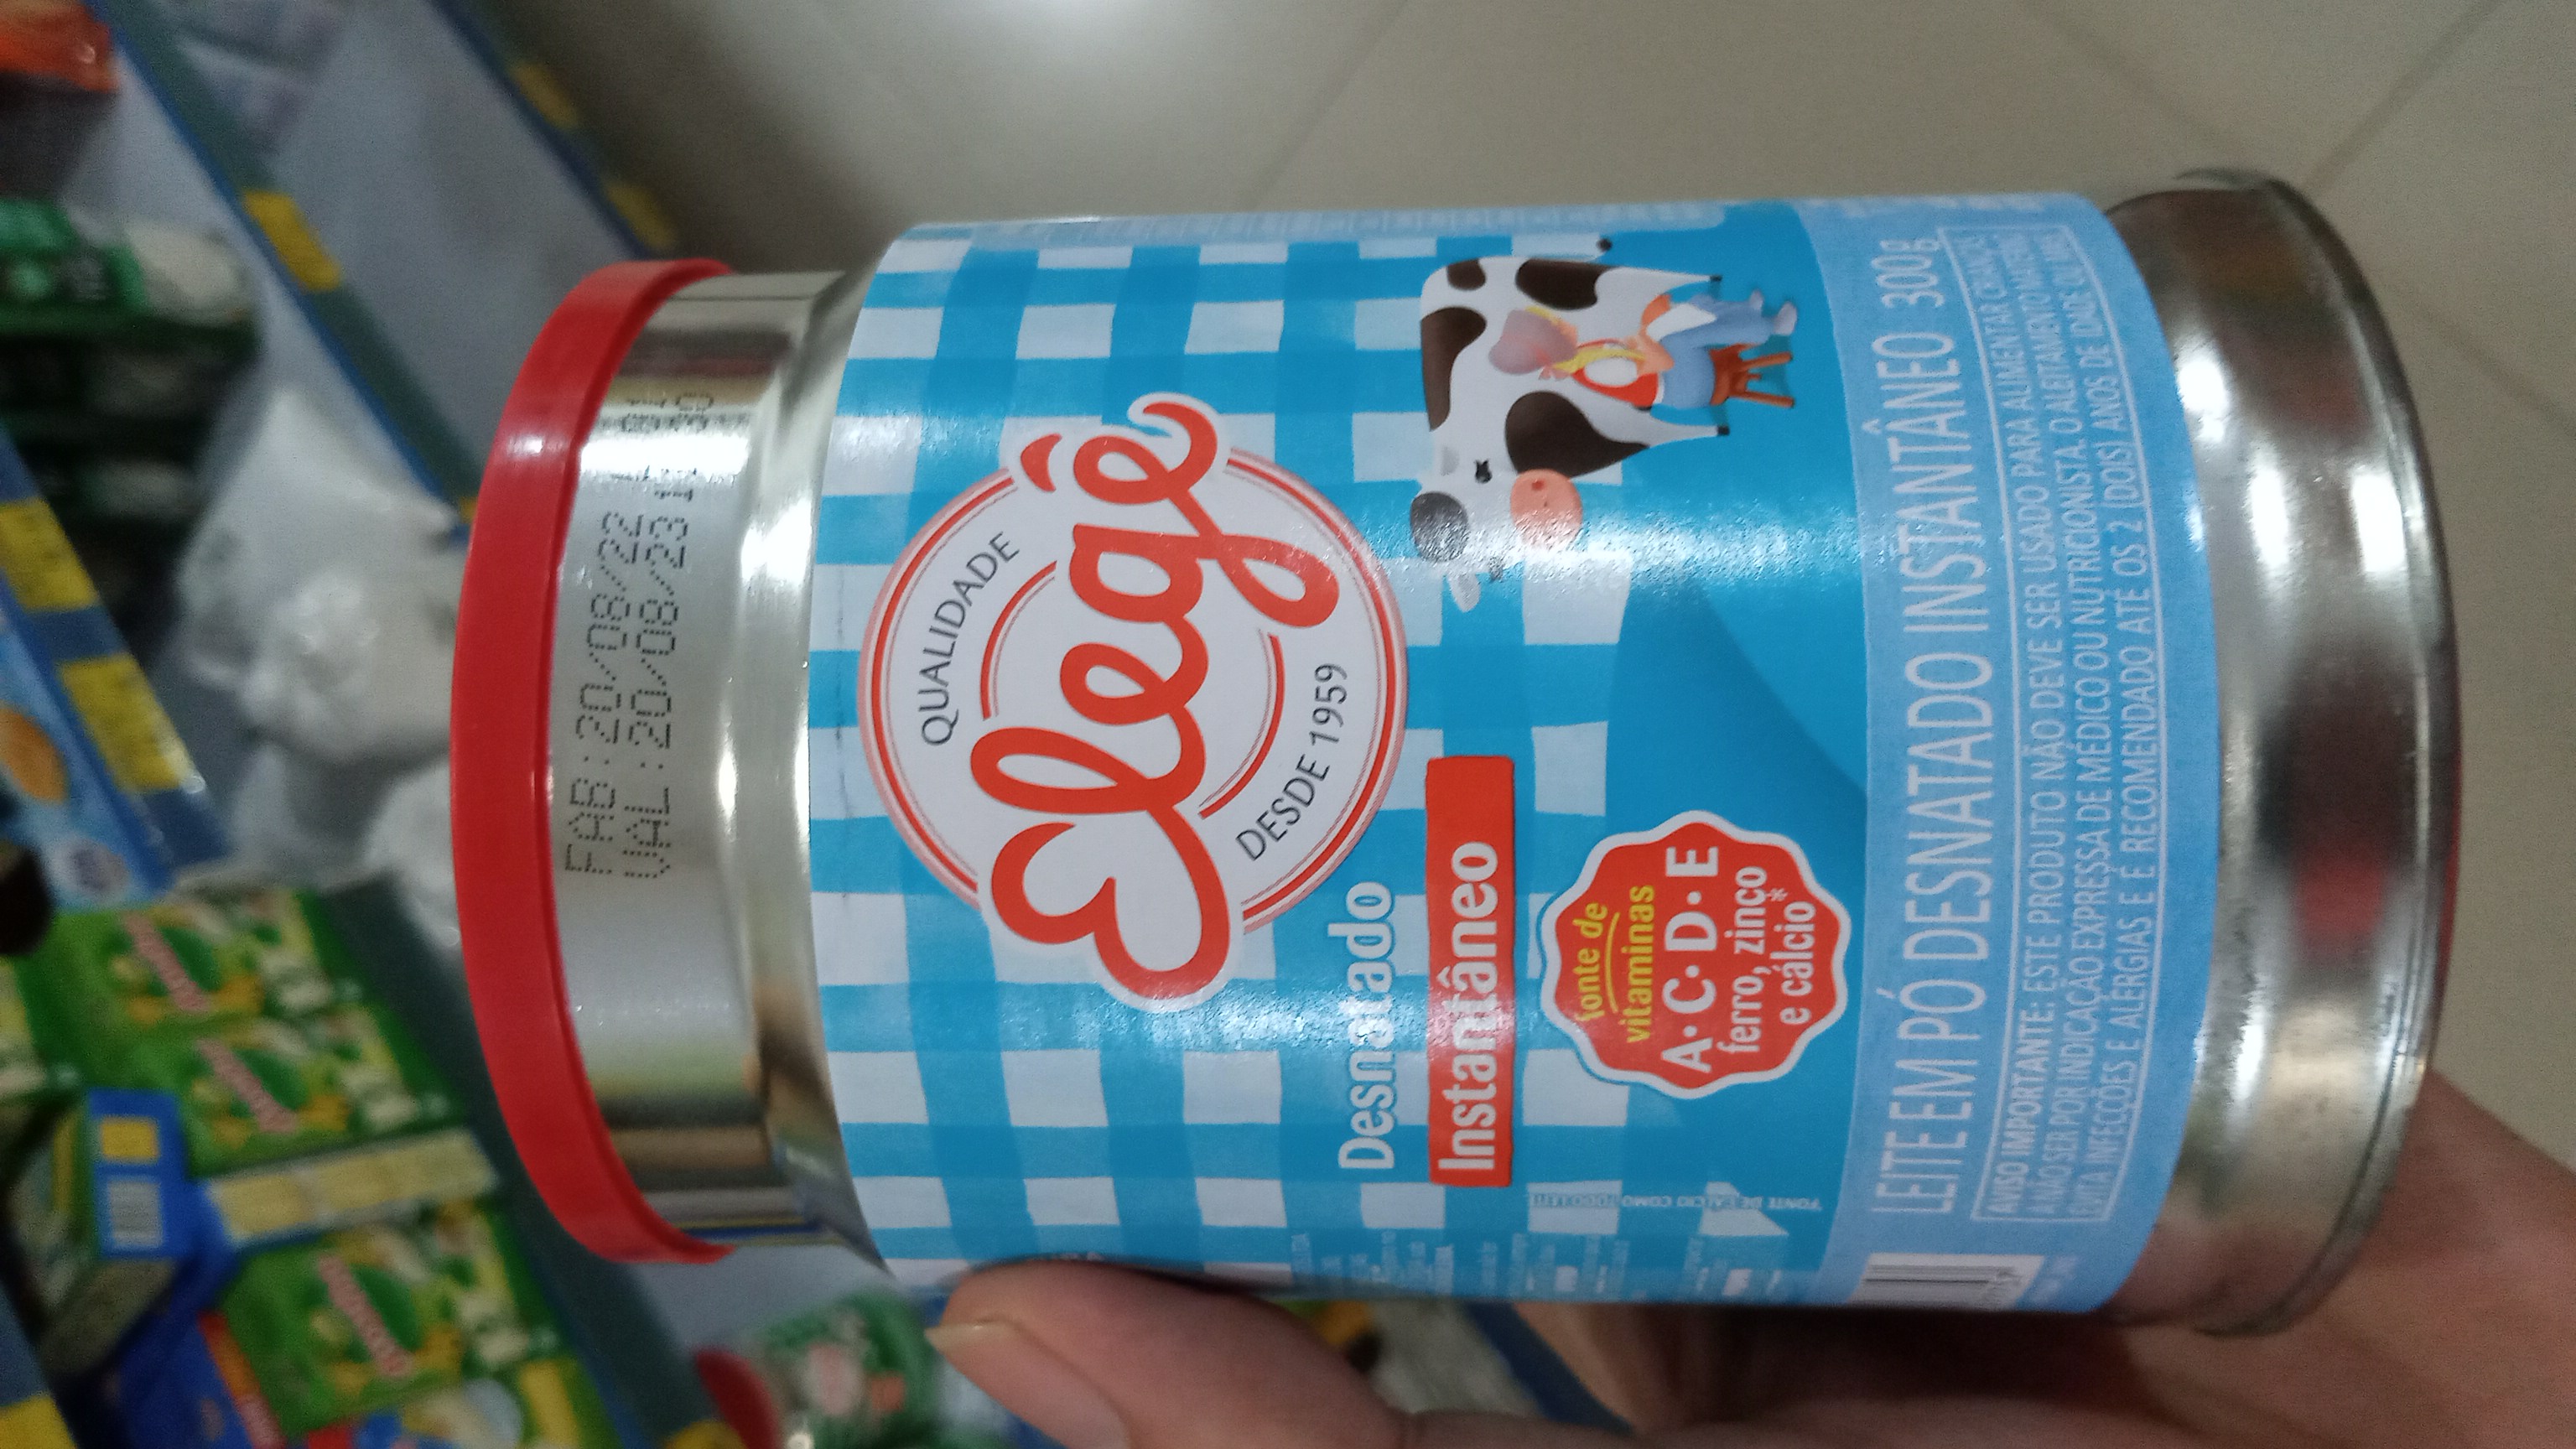 FAB:20/08/22
VAL:20/08/23
QUALIDADE
Elegê
DESDE 1959
Desnatado
Instantâneo
fonte de
vitaminas
A·C·D·E
ferro, zinco
e cálcio*
LEITE EM PÓ DESNATADO INSTANTÂNEO 300g
AVISO IMPORTANTE: ESTE PRODUTO NÃO DEVE SER USADO PARA ALIMENTAR CRIANÇAS
A NÃO SER POR INDICAÇÃO EXPRESSA DE MÉDICO OU NUTRICIONISTA. O ALEITAMENTO MATERNO
EVITA INFECÇÕES E ALERGIAS E É RECOMENDADO ATÉ OS 2 (DOIS) ANOS DE IDADE OU MAIS.